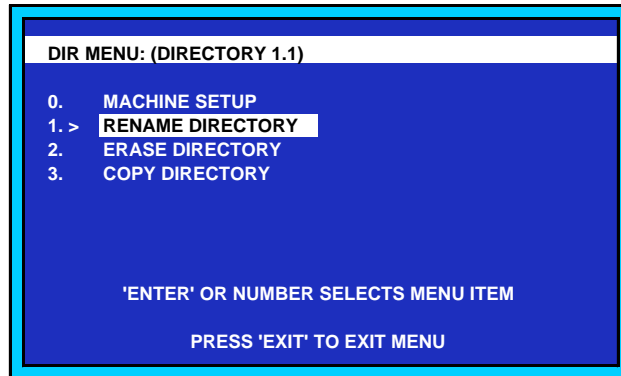 DIR MENU: (DIRECTORY 1.1)
0. MACHINE SETUP
1. > RENAME DIRECTORY
2. ERASE DIRECTORY
3. COPY DIRECTORY
'ENTER' OR NUMBER SELECTS MENU ITEM
PRESS 'EXIT' TO EXIT MENU